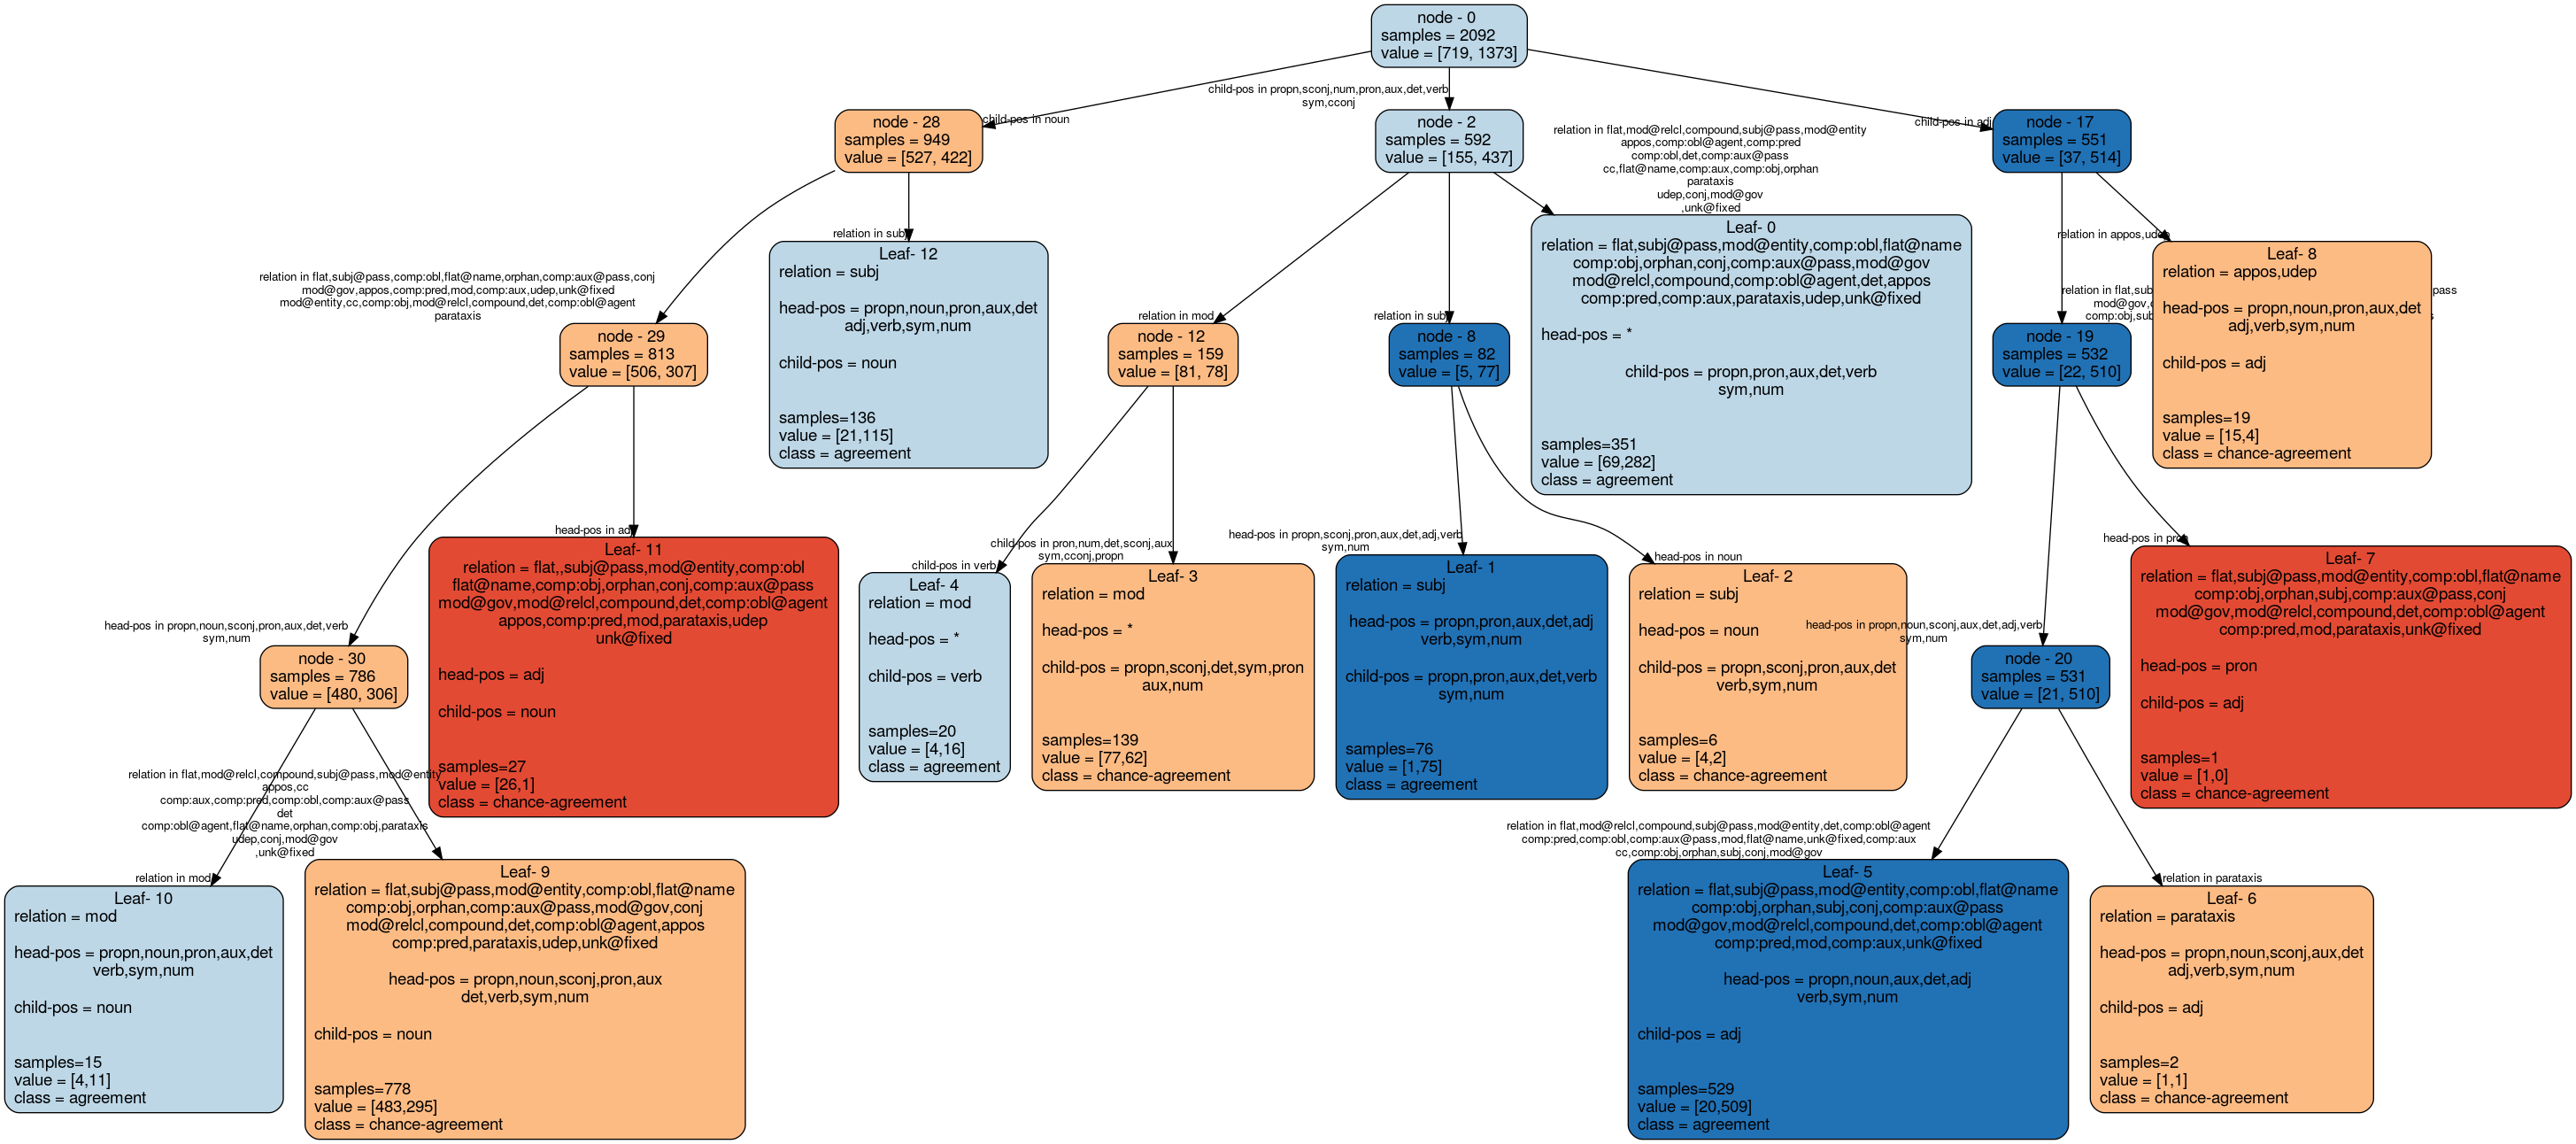 node - 0
samples = 2092
value = [719, 1373]
child-pos in noun
child-pos in propn,sconj,num,pron,aux,det,verb
sym,cconj
child-pos in adj
node - 28
samples = 949
value = [527, 422]
node - 2
samples = 592
value = [155, 437]
node - 17
samples = 551
value = [37, 514]
relation in flat,subj@pass,comp:obl,flat@name,orphan,comp:aux@pass,conj
mod@gov,appos,comp:pred,mod,comp:aux,udep,unk@fixed
mod@entity,cc,comp:obj,mod@relcl,compound,det,comp:obl@agent
parataxis
relation in subj
relation in mod
relation in subj
relation in flat,mod@relcl,compound,subj@pass,mod@entity
appos,comp:obl@agent,comp:pred
comp:obl,det,comp:aux@pass
cc,flat@name,comp:aux,comp:obj,orphan
parataxis
udep,conj,mod@gov
,unk@fixed
relation in appos,udep
Leaf- 12
relation = subj
head-pos = propn,noun,pron,aux,det
adj,verb,sym,num
child-pos = noun
samples=136
value = [21,115]
class = agreement
Leaf- 0
relation = flat,subj@pass,mod@entity,comp:obl,flat@name
comp:obj,orphan,conj,comp:aux@pass,mod@gov
mod@relcl,compound,comp:obl@agent,det,appos
comp:pred,comp:aux,parataxis,udep,unk@fixed
head-pos = *
child-pos = propn,pron,aux,det,verb
sym,num
samples=351
value = [69,282]
class = agreement
Leaf- 8
relation = appos,udep
head-pos = propn,noun,pron,aux,det
adj,verb,sym,num
child-pos = adj
samples=19
value = [15,4]
class = chance-agreement
node - 29
samples = 813
value = [506, 307]
node - 12
samples = 159
value = [81, 78]
node - 8
samples = 82
value = [5, 77]
node - 19
samples = 532
value = [22, 510]
head-pos in propn,noun,sconj,pron,aux,det,verb
sym,num
head-pos in adj
child-pos in verb
child-pos in pron,num,det,sconj,aux
sym,cconj,propn
head-pos in propn,sconj,pron,aux,det,adj,verb
sym,num
head-pos in noun
head-pos in propn,noun,sconj,aux,det,adj,verb
sym,num
head-pos in pron
node - 30
samples = 786
value = [480, 306]
Leaf- 11
relation = flat,,subj@pass,mod@entity,comp:obl
flat@name,comp:obj,orphan,conj,comp:aux@pass
mod@gov,mod@relcl,compound,det,comp:obl@agent
appos,comp:pred,mod,parataxis,udep
unk@fixed
head-pos = adj
child-pos = noun
samples=27
value = [26,1]
class = chance-agreement
Leaf- 4
relation = mod
head-pos = *
child-pos = verb
samples=20
value = [4,16]
class = agreement
Leaf- 3
relation = mod
head-pos = *
child-pos = propn,sconj,det,sym,pron
aux,num
samples=139
value = [77,62]
class = chance-agreement
Leaf- 1
relation = subj
head-pos = propn,pron,aux,det,adj
verb,sym,num
child-pos = propn,pron,aux,det,verb
sym,num
samples=76
value = [1,75]
class = agreement
Leaf- 2
relation = subj
head-pos = noun
child-pos = propn,sconj,pron,aux,det
verb,sym,num
samples=6
value = [4,2]
class = chance-agreement
node - 20
samples = 531
value = [21, 510]
Leaf- 7
relation = flat,subj@pass,mod@entity,comp:obl,flat@name
comp:obj,orphan,subj,comp:aux@pass,conj
mod@gov,mod@relcl,compound,det,comp:obl@agent
comp:pred,mod,parataxis,unk@fixed
head-pos = pron
child-pos = adj
samples=1
value = [1,0]
class = chance-agreement
relation in mod
relation in flat,mod@relcl,compound,subj@pass,mod@entity
appos,cc
comp:aux,comp:pred,comp:obl,comp:aux@pass
det
comp:obl@agent,flat@name,orphan,comp:obj,parataxis
udep,conj,mod@gov
,unk@fixed
relation in flat,mod@relcl,compound,subj@pass,mod@entity,det,comp:obl@agent
comp:pred,comp:obl,comp:aux@pass,mod,flat@name,unk@fixed,comp:aux
cc,comp:obj,orphan,subj,conj,mod@gov
relation in parataxis
Leaf- 10
relation = mod
head-pos = propn,noun,pron,aux,det
verb,sym,num
child-pos = noun
samples=15
value = [4,11]
class = agreement
Leaf- 9
relation = flat,subj@pass,mod@entity,comp:obl,flat@name
comp:obj,orphan,comp:aux@pass,mod@gov,conj
mod@relcl,compound,det,comp:obl@agent,appos
comp:pred,parataxis,udep,unk@fixed
head-pos = propn,noun,sconj,pron,aux
det,verb,sym,num
child-pos = noun
samples=778
value = [483,295]
class = chance-agreement
Leaf- 5
relation = flat,subj@pass,mod@entity,comp:obl,flat@name
comp:obj,orphan,subj,conj,comp:aux@pass
mod@gov,mod@relcl,compound,det,comp:obl@agent
comp:pred,mod,comp:aux,unk@fixed
head-pos = propn,noun,aux,det,adj
verb,sym,num
child-pos = adj
samples=529
value = [20,509]
class = agreement
Leaf- 6
relation = parataxis
head-pos = propn,noun,sconj,aux,det
adj,verb,sym,num
child-pos = adj
samples=2
value = [1,1]
class = chance-agreement